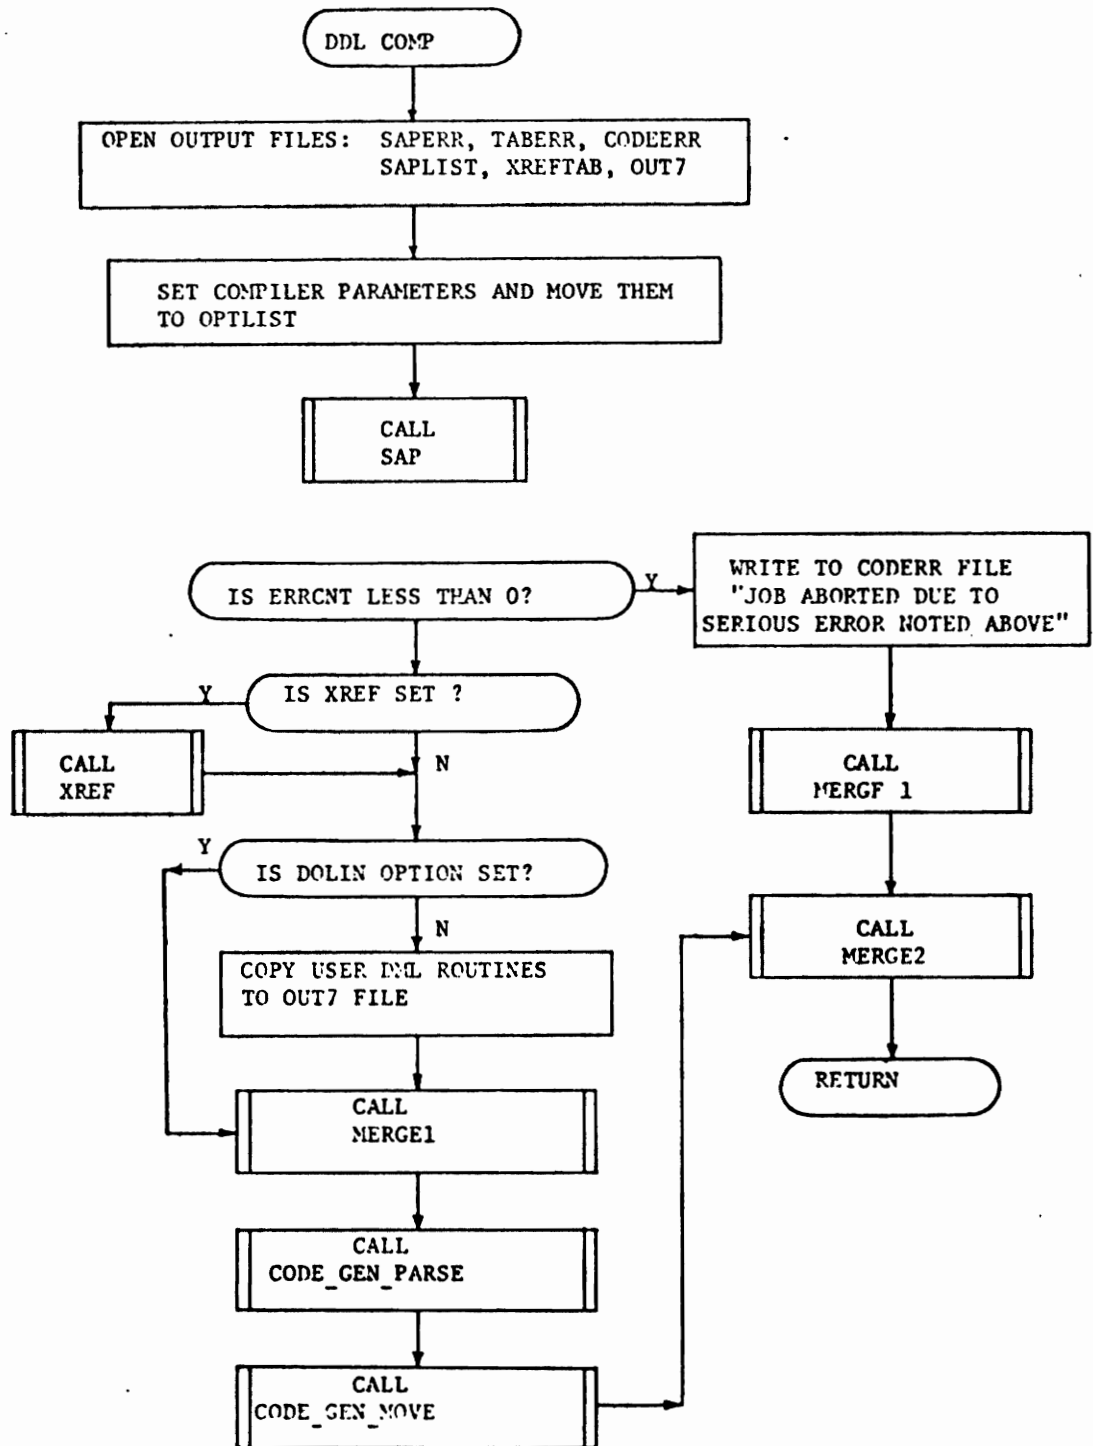 DDL COMP
OPEN OUTPUT FILES: SAPERR, TABERR, CODEERR
SAPLIST, XREFTAB, OUT7
SET COMPILER PARAMETERS AND MOVE THEM
TO OPTLIST
CALL
SAP
IS ERRCNT LESS THAN 0?
Y
WRITE TO CODERR FILE
"JOB ABORTED DUE TO
SERIOUS ERROR NOTED ABOVE"
IS XREF SET ?
Y
CALL
XREF
N
CALL
MERGF 1
Y
IS DOLIN OPTION SET?
N
CALL
MERGE2
COPY USER DML ROUTINES
TO OUT7 FILE
RETURN
CALL
MERGE1
CALL
CODE_GEN_PARSE
CALL
CODE_GEN_MOVE